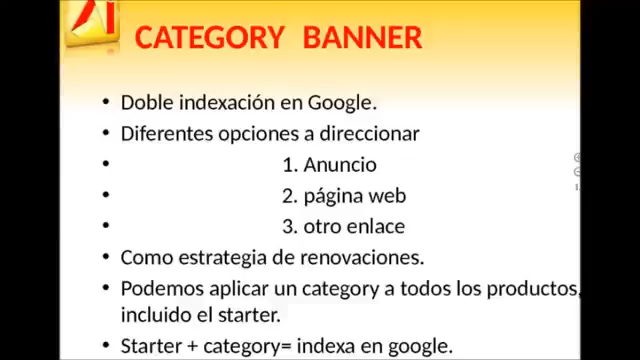 CATEGORY BANNER
• Doble indexación en Google.
• Diferentes opciones a direccionar
• 1. Anuncio
• 2. página web
• 3. otro enlace
• Como estrategia de renovaciones.
• Podemos aplicar un category a todos los productos,
incluido el starter.
• Starter + category= indexa en google.